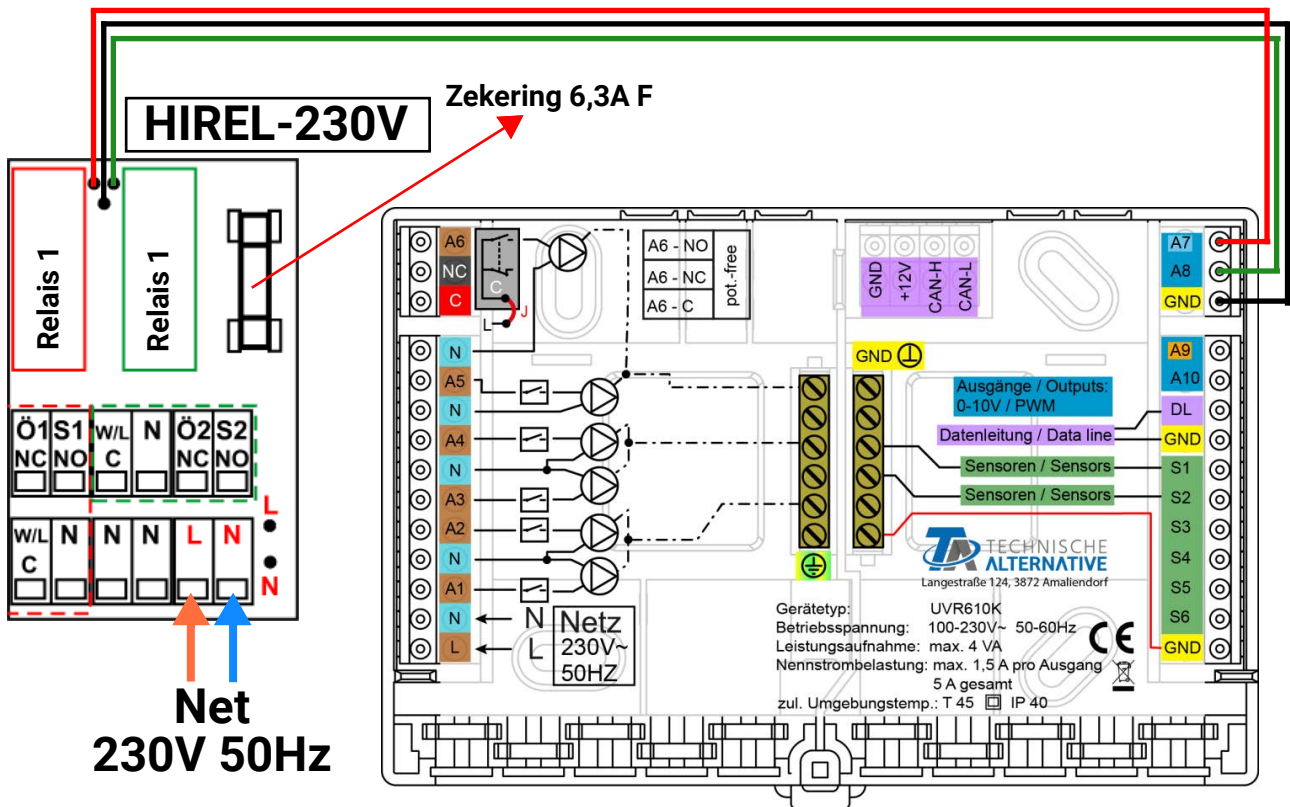 HIREL-230V
Zekering 6,3A F
Relais 1
Relais 1
Ö1 S1 W/L N Ö2 S2
NC NO C NC NO
W/L N N N L N
C
L
N
Net
230V 50Hz
A6
NC
C
N
A5
N
A4
N
A3
A2
N
A1
N
L
C
J
L
A6 - NO
A6 - NC
A6 - C
pot.-free
N Netz
L 230V~
50HZ
GND
+12V
CAN-H
CAN-L
GND
Ausgänge / Outputs:
0-10V / PWM
Datenleitung / Data line
Sensoren / Sensors
Sensoren / Sensors
A7
A8
GND
A9
A10
DL
GND
S1
S2
S3
S4
S5
S6
GND
TA TECHNISCHE
ALTERNATIVE
Langestraße 124, 3872 Amaliendorf
Gerätetyp: UVR610K
Betriebsspannung: 100-230V~ 50-60Hz
Leistungsaufnahme: max. 4 VA
Nennstrombelastung: max. 1,5 A pro Ausgang
5 A gesamt
zul. Umgebungstemp.: T 45 IP 40
CE